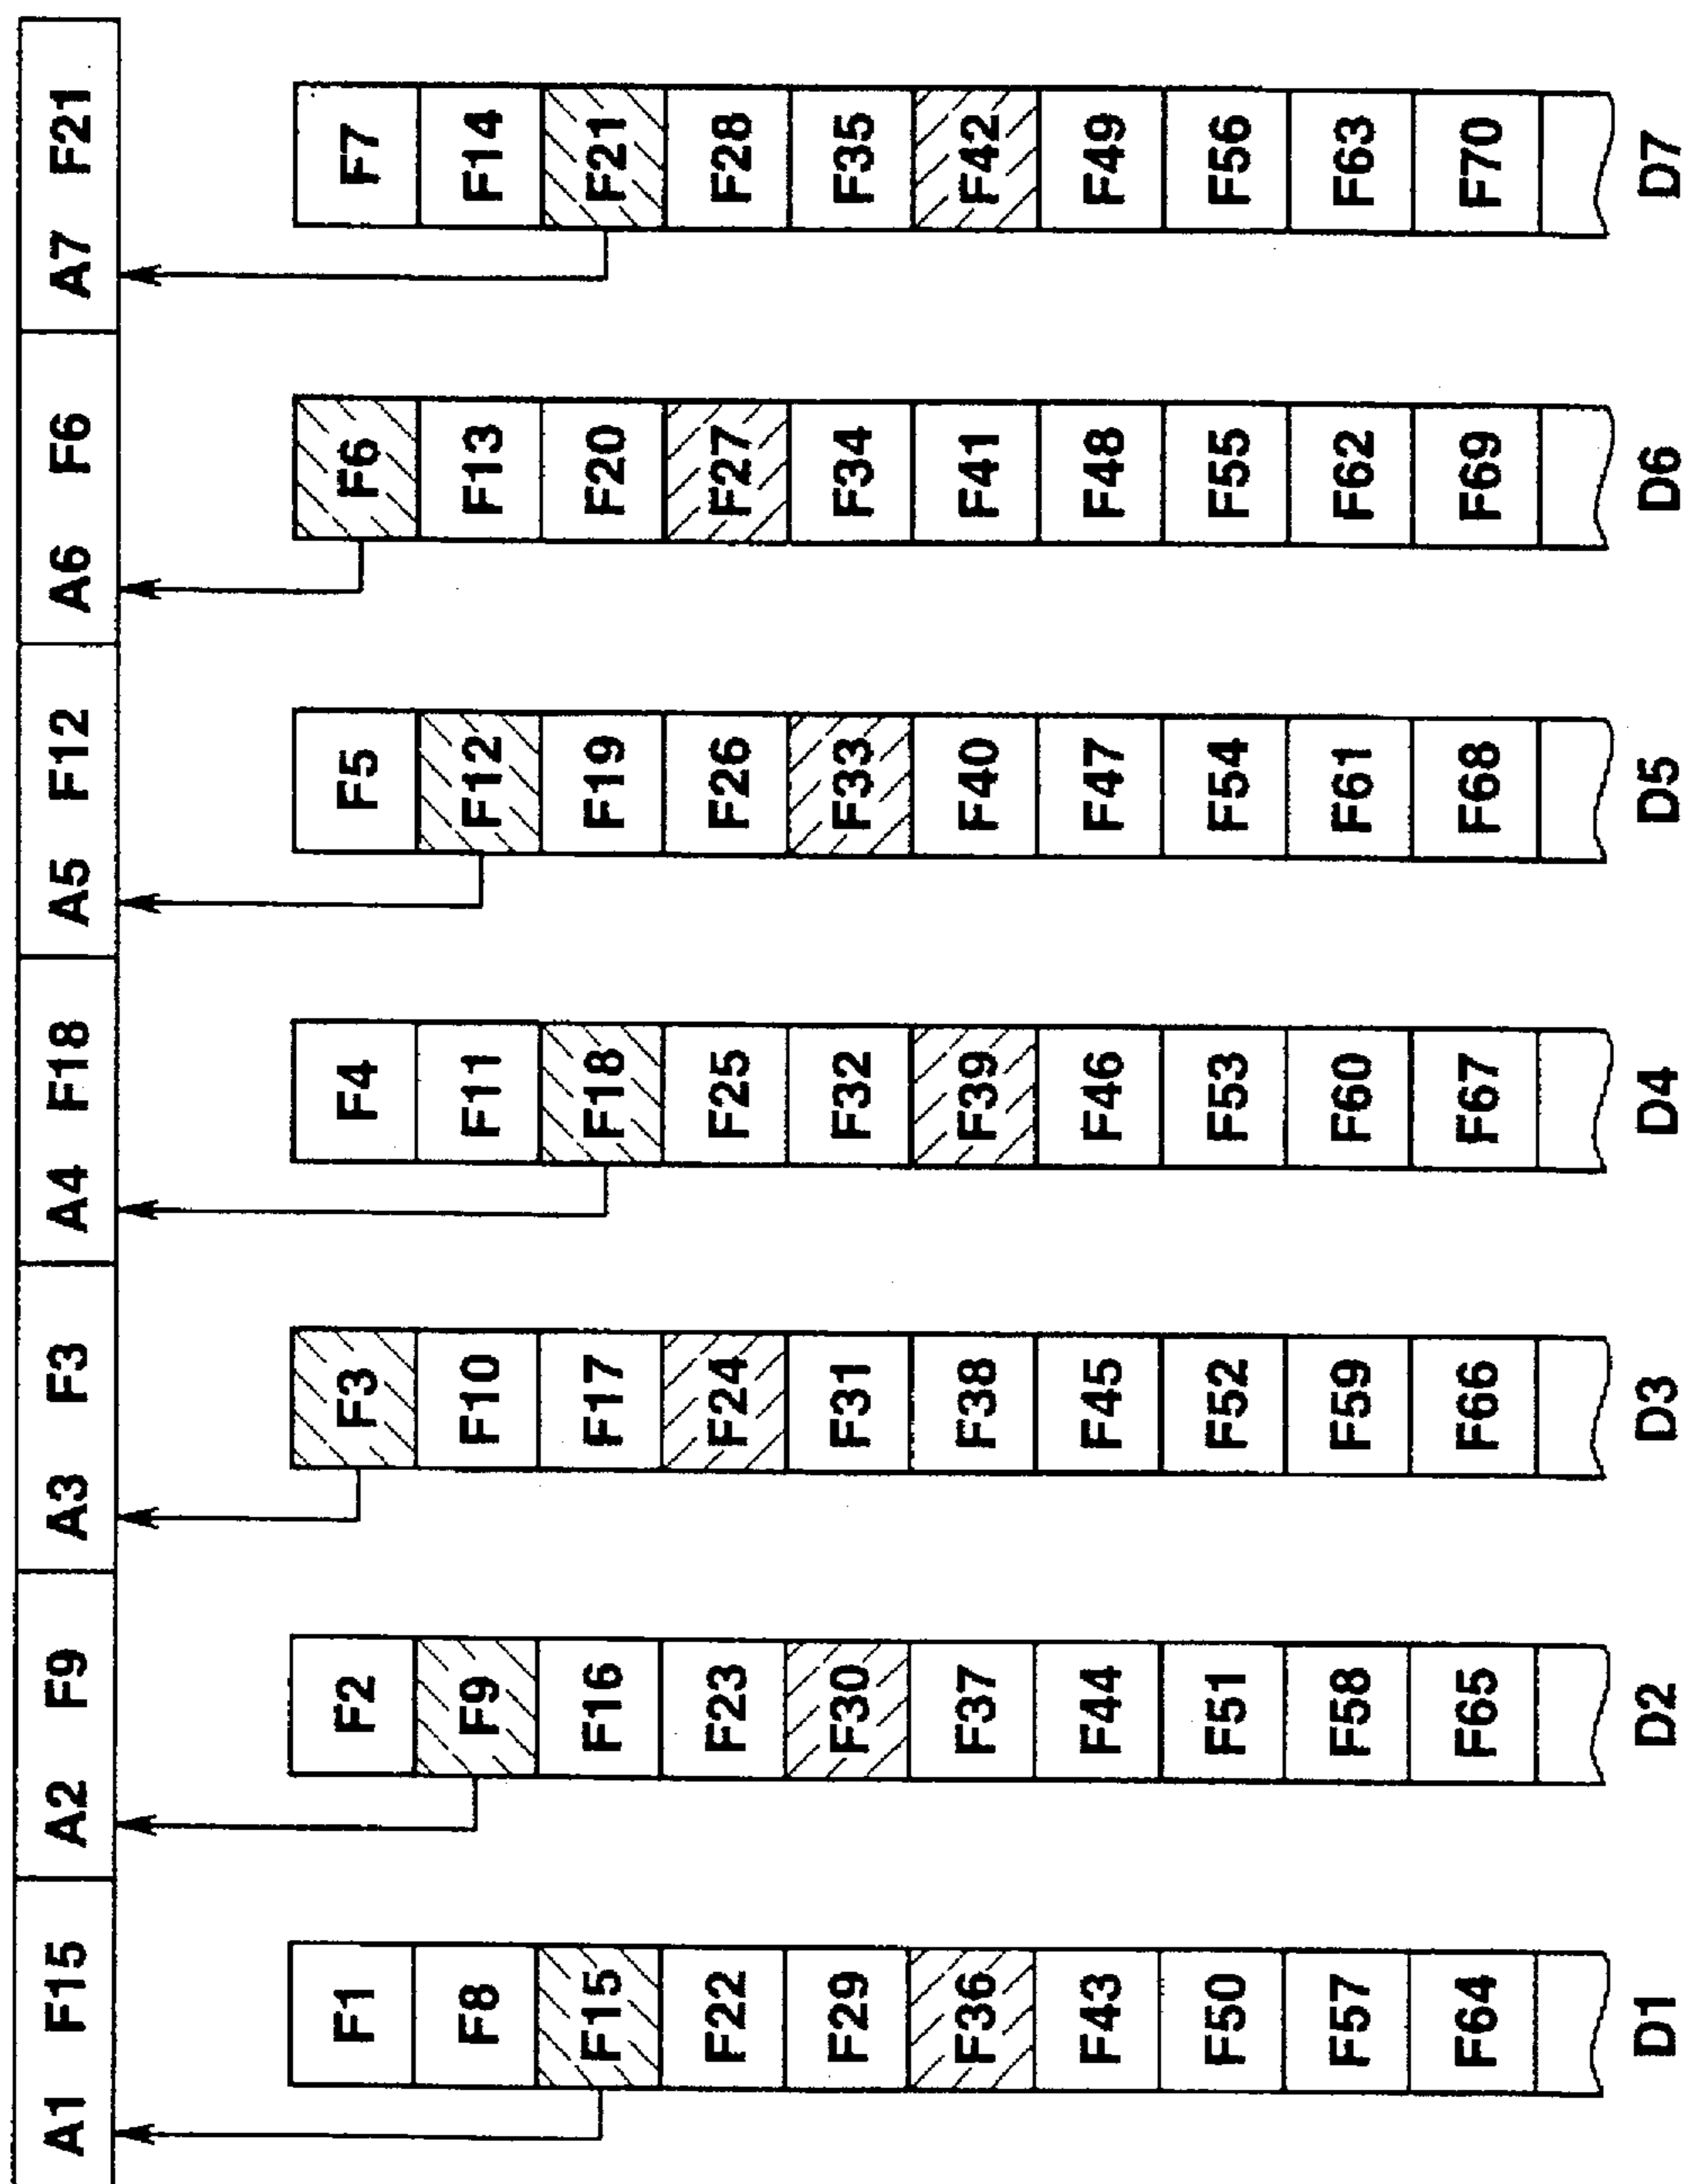 A1 F15 A2 F9 A3 F3 A4 F18 A5 F12 A6 F6 A7 F21
F1 F2 F3 F4 F5 F6 F7
F8 F9 F10 F11 F12 F13 F14
F15 F16 F17 F18 F19 F20 F21
F22 F23 F24 F25 F26 F27 F28
F29 F30 F31 F32 F33 F34 F35
F36 F37 F38 F39 F40 F41 F42
F43 F44 F45 F46 F47 F48 F49
F50 F51 F52 F53 F54 F55 F56
F57 F58 F59 F60 F61 F62 F63
F64 F65 F66 F67 F68 F69 F70
D1 D2 D3 D4 D5 D6 D7